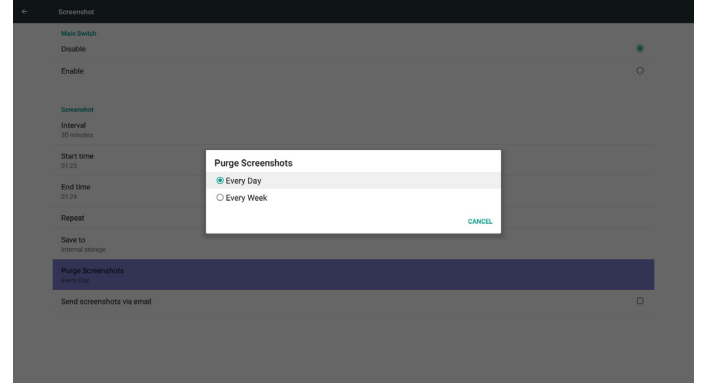 Screenshot
Main Switch
Disable
Enable
Screenshot
Interval
30 minutes
Start time
01:23
End time
01:24
Repeat
Save to
Internal storage
Purge Screenshots
Every Day
Send screenshots via email
Purge Screenshots
Every Day
Every Week
CANCEL